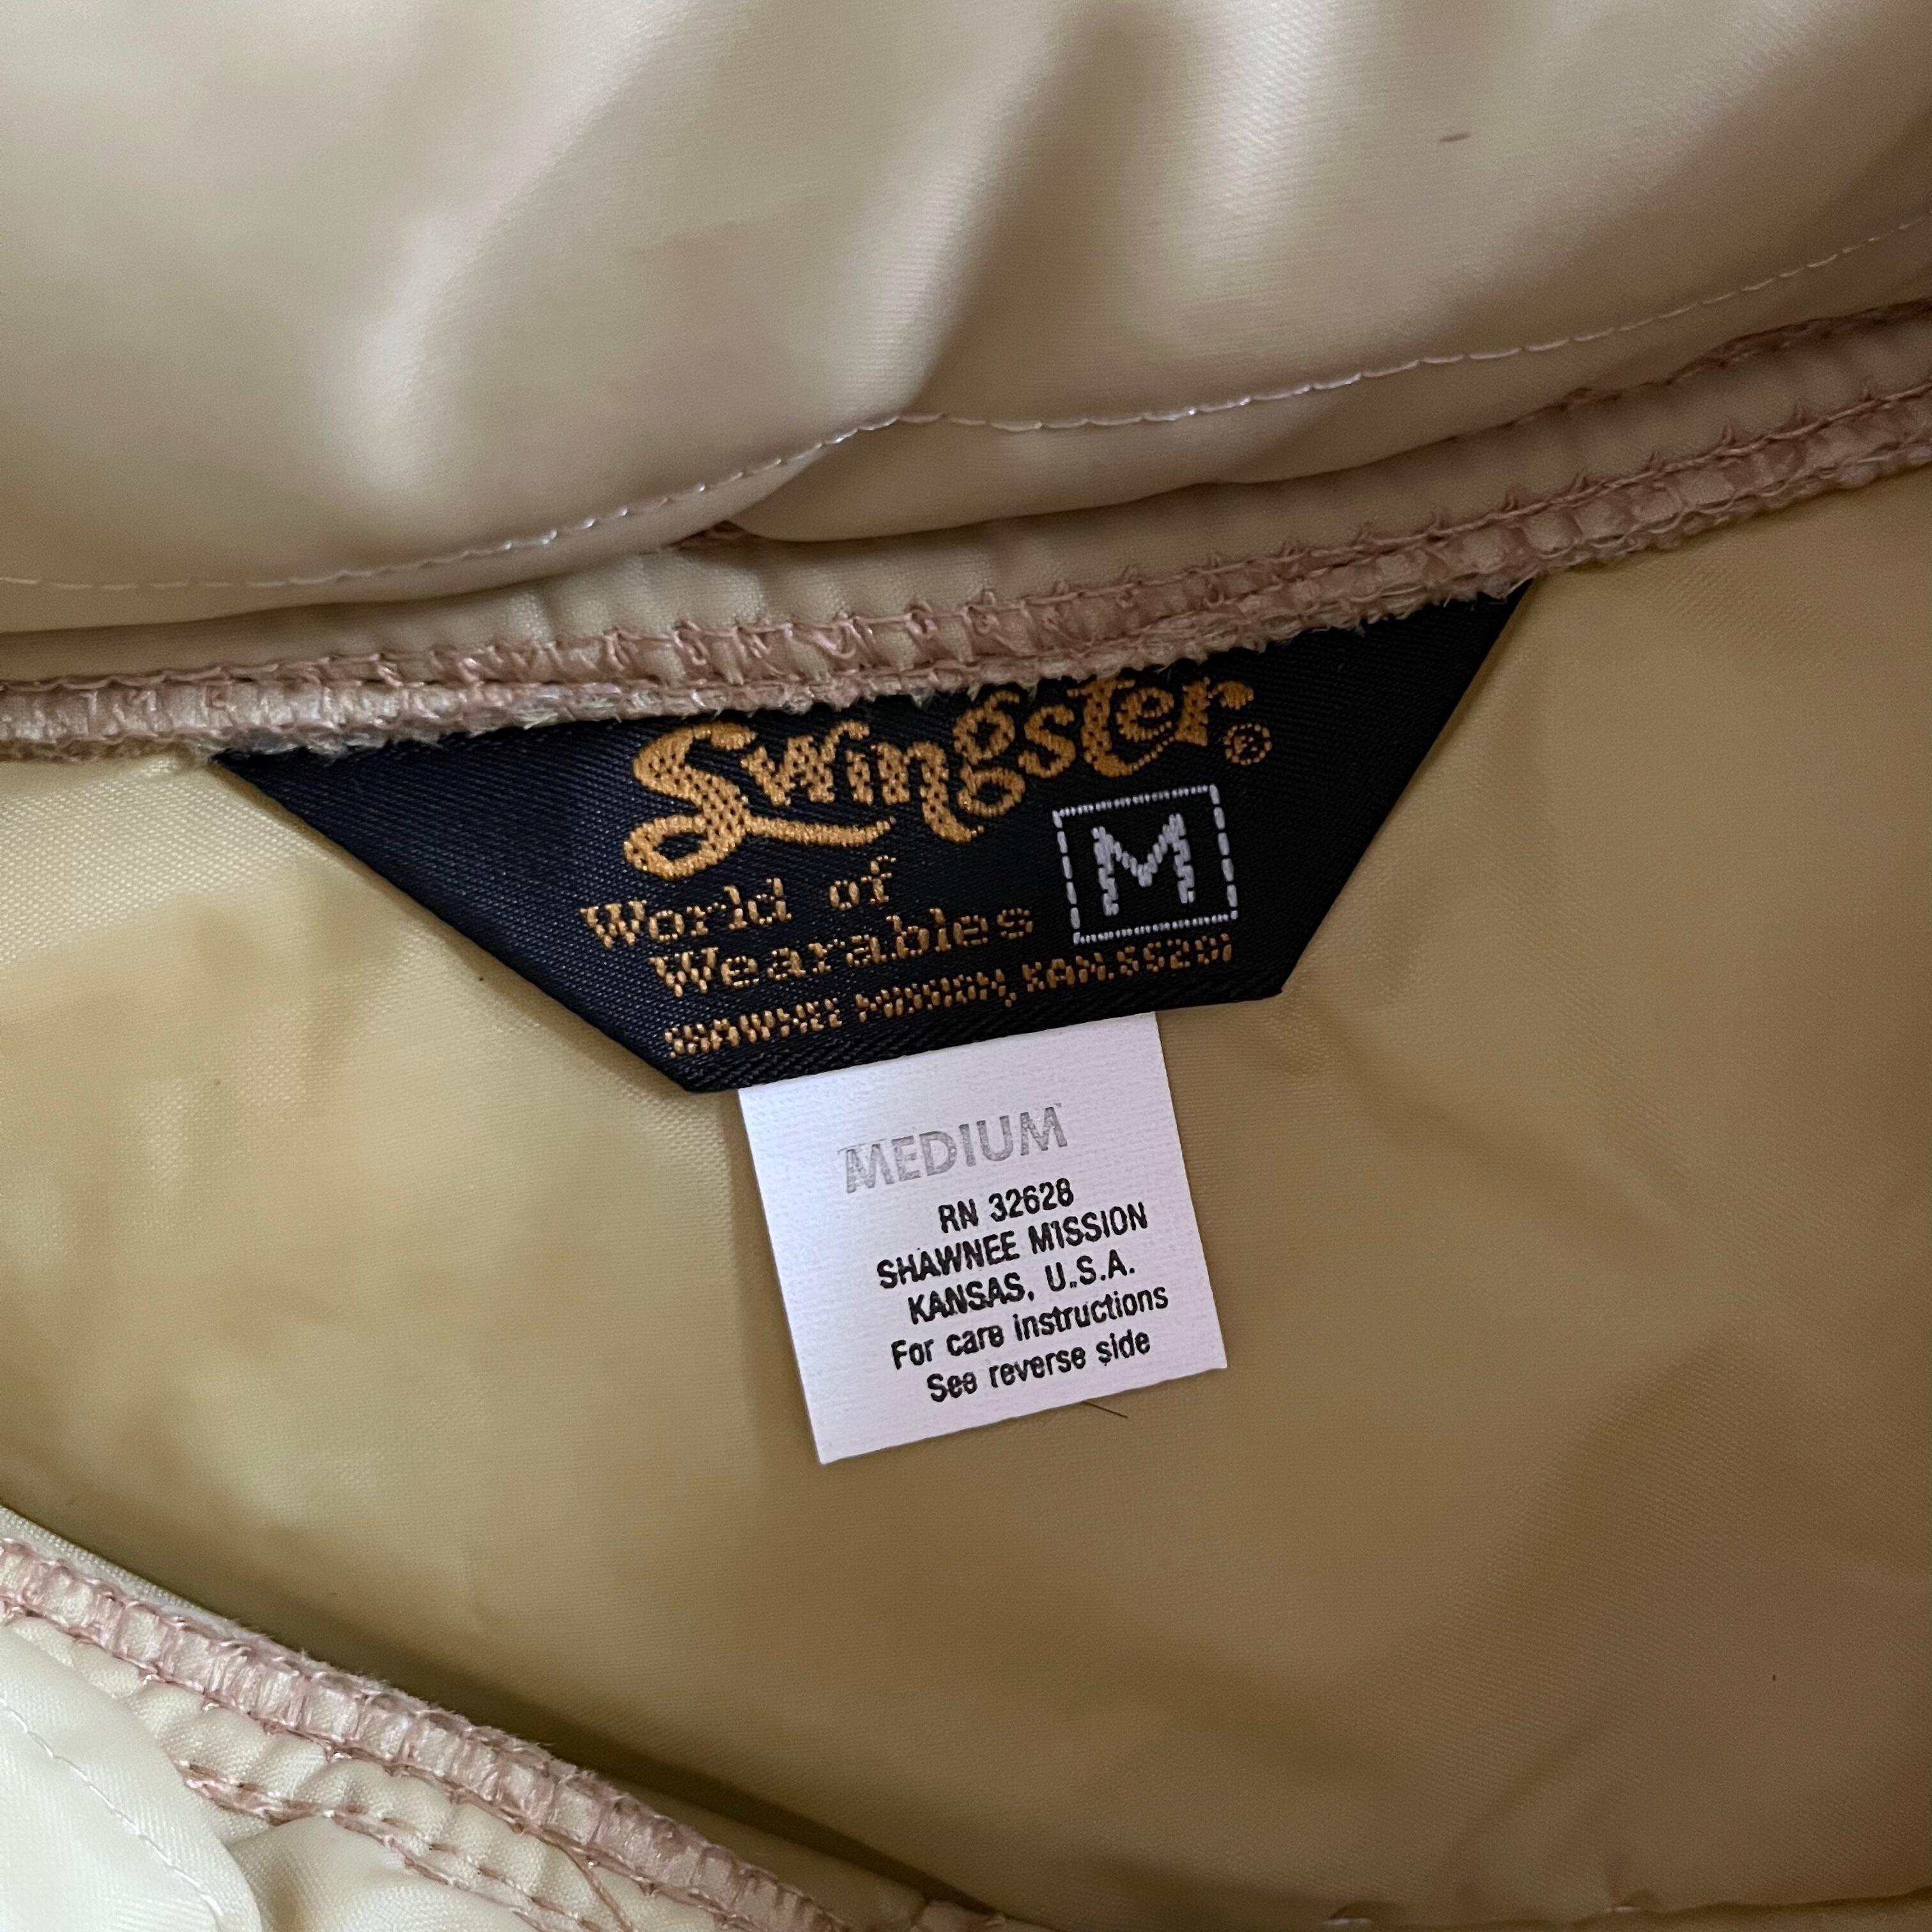 Swingster®
World of
Wearables
M
SHAWNEE MISSION, KAN. 66201
MEDIUM
RN 32628
SHAWNEE MISSION
KANSAS, U.S.A.
For care instructions
See reverse side